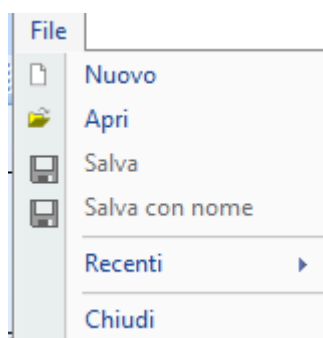 File
Nuovo
Apri
Salva
Salva con nome
Recenti
Chiudi